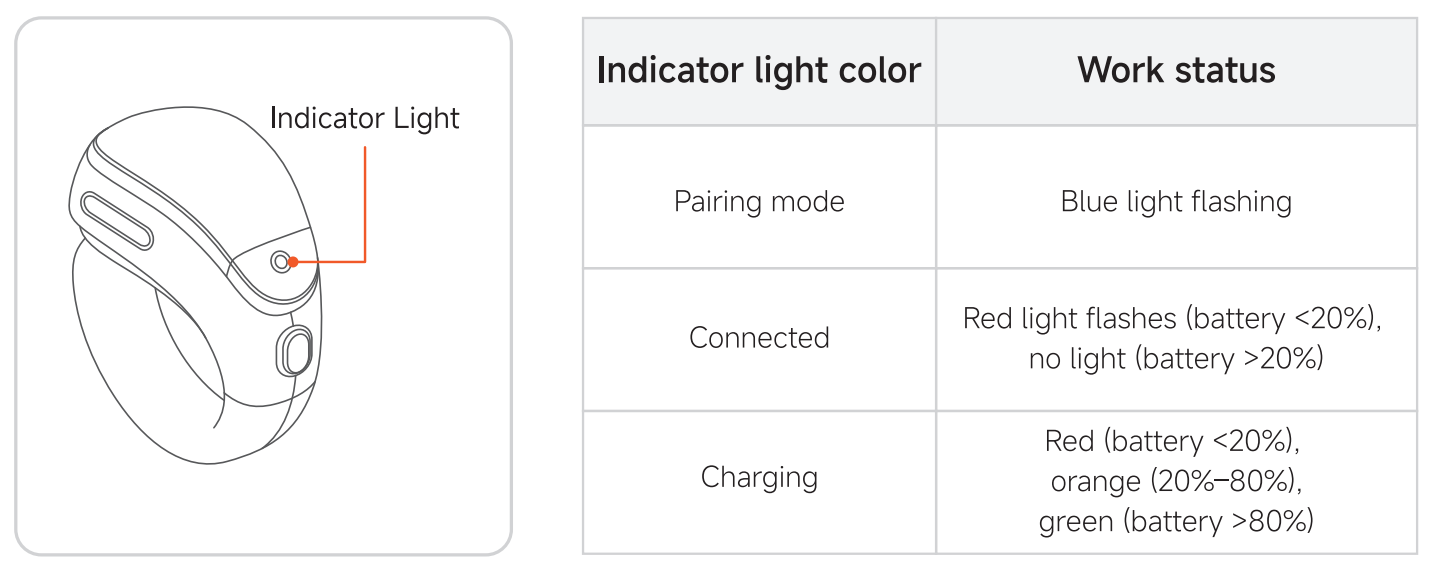 Indicator Light
Indicator light color
Work status
Pairing mode
Blue light flashing
Connected
Red light flashes (battery <20%),
no light (battery >20%)
Charging
Red (battery <20%),
orange (20%–80%),
green (battery >80%)